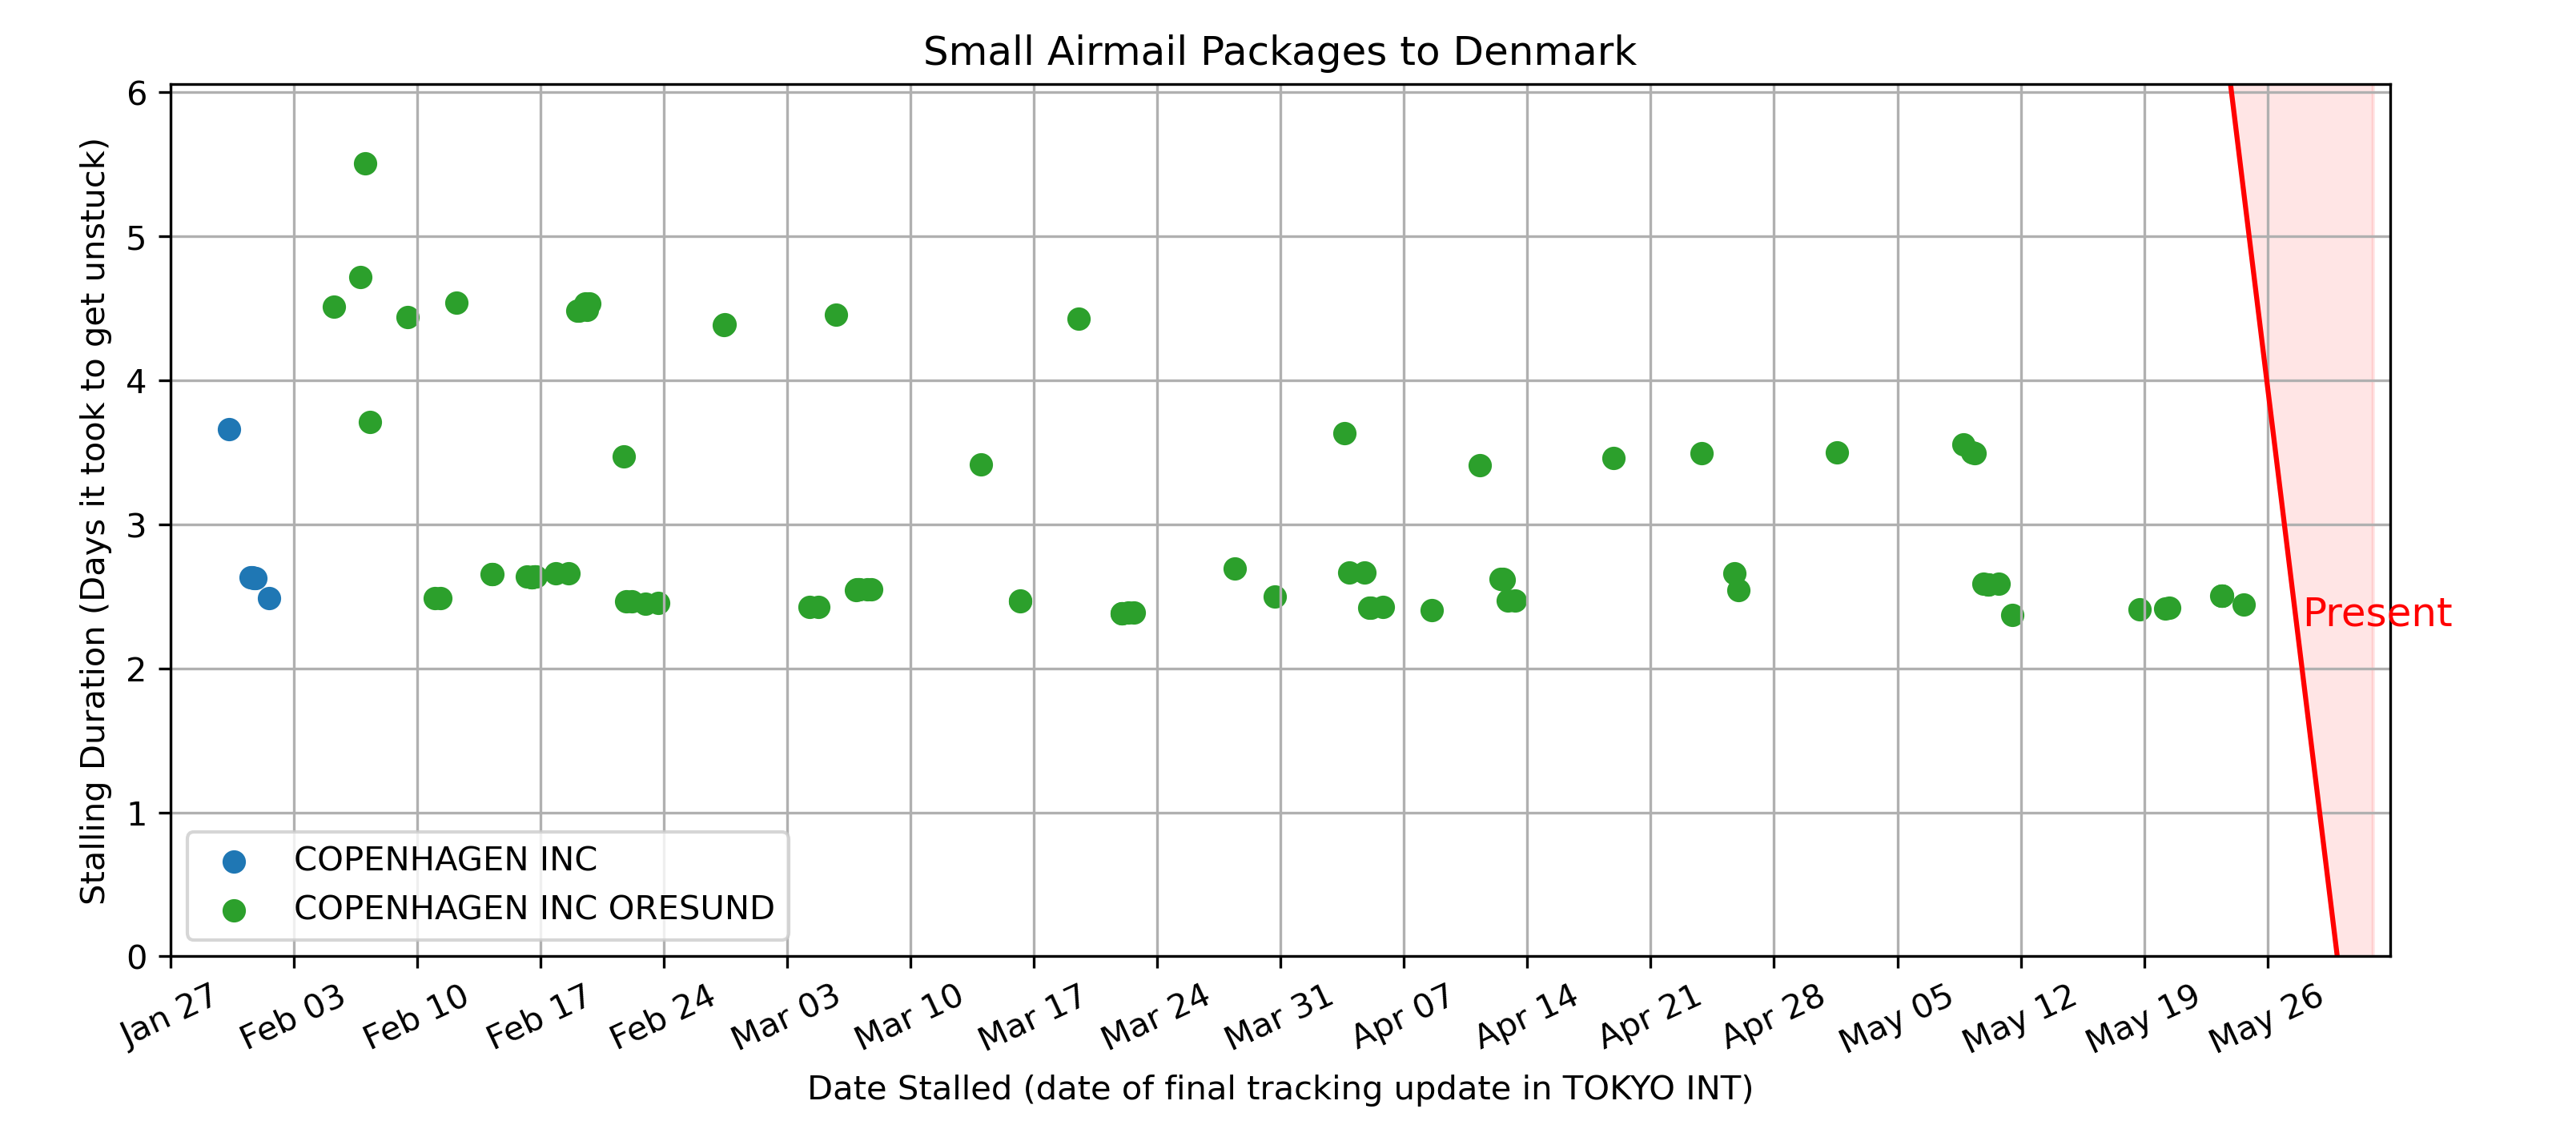 Small Airmail Packages to Denmark
Stalling Duration (Days it took to get unstuck)
6
5
4
3
2
1
0
Present
COPENHAGEN INC
COPENHAGEN INC ORESUND
Jan 27
Feb 03
Feb 10
Feb 17
Feb 24
Mar 03
Mar 10
Mar 17
Mar 24
Mar 31
Apr 07
Apr 14
Apr 21
Apr 28
May 05
May 12
May 19
May 26
Date Stalled (date of final tracking update in TOKYO INT)